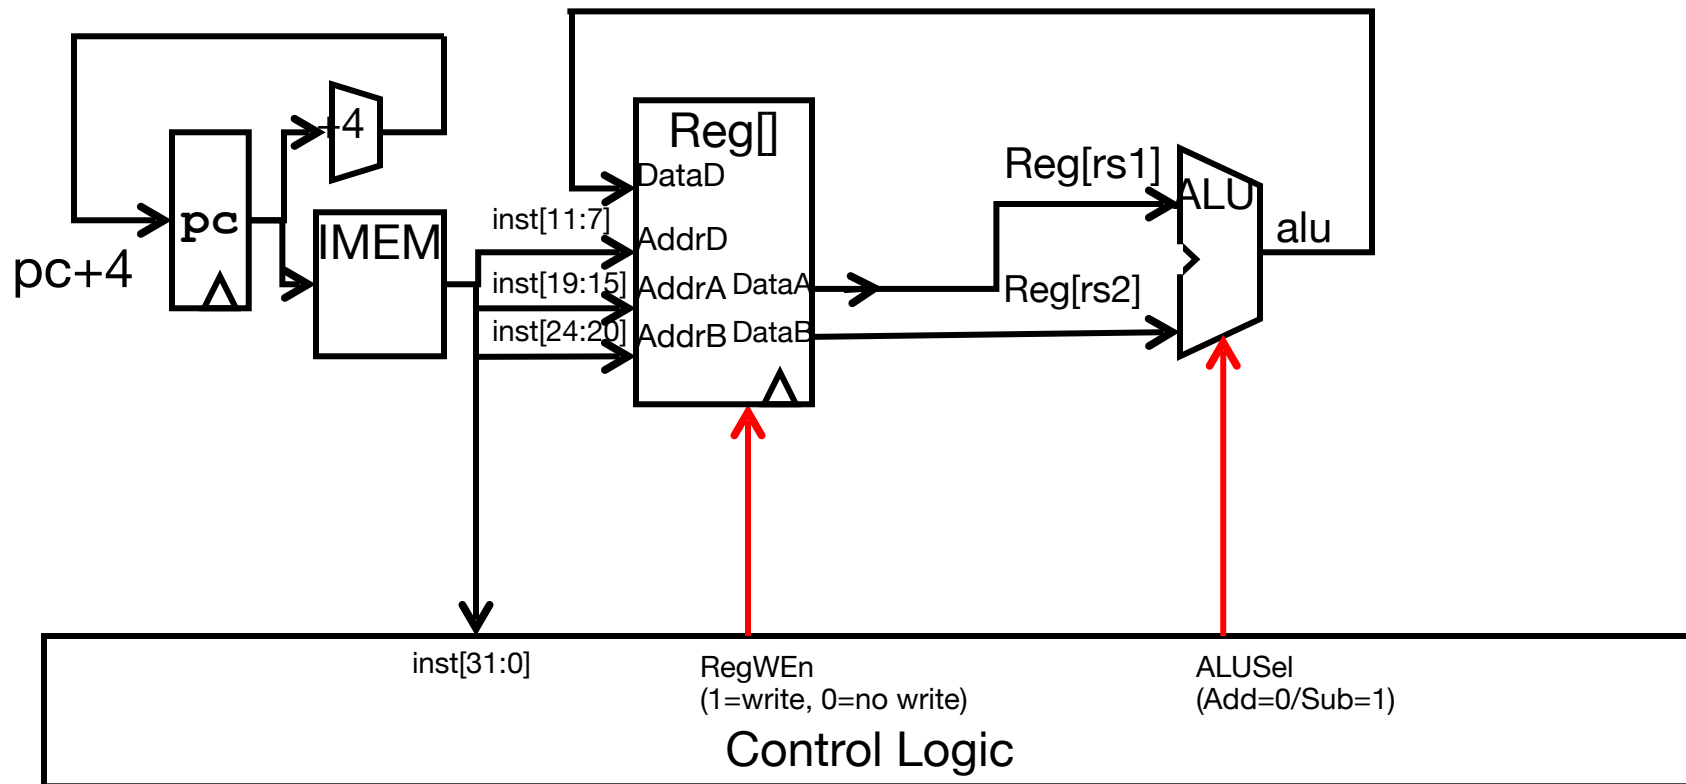 +4
Reg[]
pc
pc+4
IMEM
DataD
inst[11:7]
AddrD
inst[19:15]
AddrA
DataA
inst[24:20]
AddrB
DataB
Reg[rs1]
Reg[rs2]
ALU
alu
inst[31:0]
RegWEn
(1=write, 0=no write)
ALUSel
(Add=0/Sub=1)
Control Logic